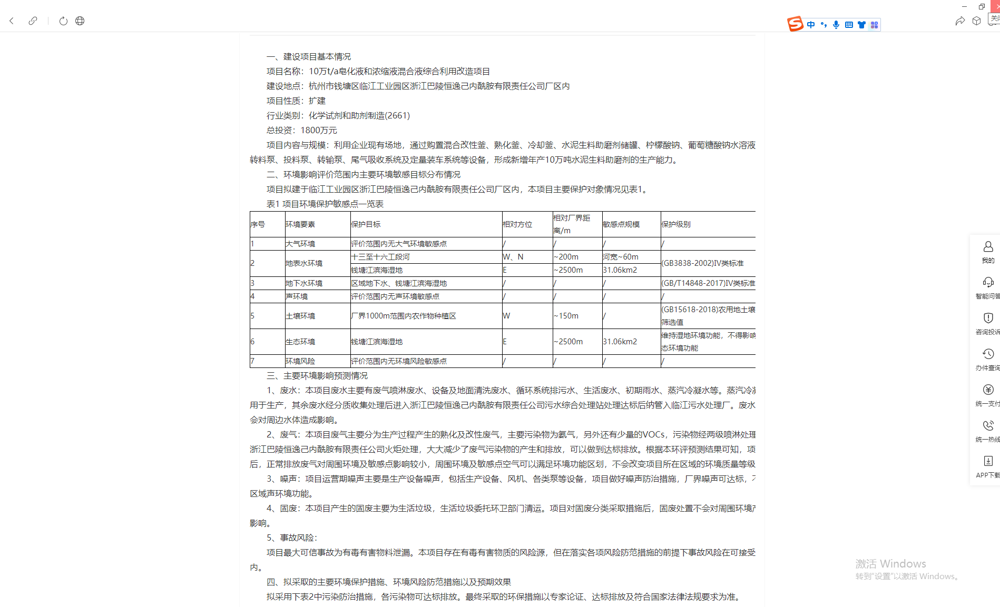 关闭
中
一、建设项目基本情况
项目名称：10万t/a皂化液和浓缩液混合液综合利用改造项目
建设地点：杭州市钱塘区临江工业园区浙江巴陵恒逸己内酰胺有限责任公司厂区内
项目性质：扩建
行业类别：化学试剂和助剂制造(2661)
总投资：1800万元
项目内容与规模：利用企业现有场地，通过购置混合改性釜、熟化釜、冷却釜、水泥生料助磨剂储罐、柠檬酸钠、葡萄糖酸钠水溶液
转料泵、投料泵、转输泵、尾气吸收系统及定量装车系统等设备，形成新增年产10万吨水泥生料助磨剂的生产能力。
二、环境影响评价范围内主要环境敏感目标分布情况
项目拟建于临江工业园区浙江巴陵恒逸己内酰胺有限责任公司厂区内，本项目主要保护对象情况见表1。
表1 项目环境保护敏感点一览表
序号 环境要素 保护目标 相对方位 相对厂界距离/m 敏感点规模 保护级别
1 大气环境 评价范围内无大气环境敏感点 / / / /
2 地表水环境 十三至十六工段河 W、N ~200m 河宽~60m (GB3838-2002)IV类标准
钱塘江滨海湿地 E ~2500m 31.06km2
3 地下水环境 区域地下水、钱塘江滨海湿地 / / / (GB/T14848-2017)IV类标准
4 声环境 评价范围内无声环境敏感点 / / / /
5 土壤环境 厂界1000m范围内农作物种植区 W ~150m / (GB15618-2018)农用地土壤
筛选值
6 生态环境 钱塘江滨海湿地 E ~2500m 31.06km2 维持湿地环境功能，不得影响
态环境功能
7 环境风险 评价范围内无环境风险敏感点 / / / /
三、主要环境影响预测情况
1、废水：本项目废水主要有废气喷淋废水、设备及地面清洗废水、循环系统排污水、生活废水、初期雨水、蒸汽冷凝水等。蒸汽冷凝
用于生产，其余废水经分质收集处理后进入浙江巴陵恒逸己内酰胺有限责任公司污水综合处理站处理达标后纳管入临江污水处理厂。废水
会对周边水体造成影响。
2、废气：本项目废气主要分为生产过程产生的熟化及改性废气，主要污染物为氨气，另外还有少量的VOCs，污染物经两级喷淋处理
浙江巴陵恒逸己内酰胺有限责任公司火炬处理，大大减少了废气污染物的产生和排放，可以做到达标排放。根据本环评预测结果可知，项
后，正常排放废气对周围环境及敏感点影响较小，周围环境及敏感点空气可以满足环境功能区划，不会改变项目所在区域的环境质量等级
3、噪声：项目运营期噪声主要是生产设备噪声，包括生产设备、风机、各类泵等设备，项目做好噪声防治措施，厂界噪声可达标，不
区域声环境功能。
4、固废：本项目产生的固废主要为生活垃圾，生活垃圾委托环卫部门清运。项目对固废分类采取措施后，固废处置不会对周围环境产
影响。
5、事故风险：
项目最大可信事故为有毒有害物料泄漏。本项目存在有毒有害物质的风险源，但在落实各项风险防范措施的前提下事故风险在可接受
内。
四、拟采取的主要环境保护措施、环境风险防范措施以及预期效果
拟采用下表2中污染防治措施，各污染物可达标排放。最终采取的环保措施以专家论证、达标排放及符合国家法律法规要求为准。
我的
智能问答
咨询投诉
办件查询
统一支付
统一热线
APP下载
激活 Windows
转到“设置”以激活 Windows。